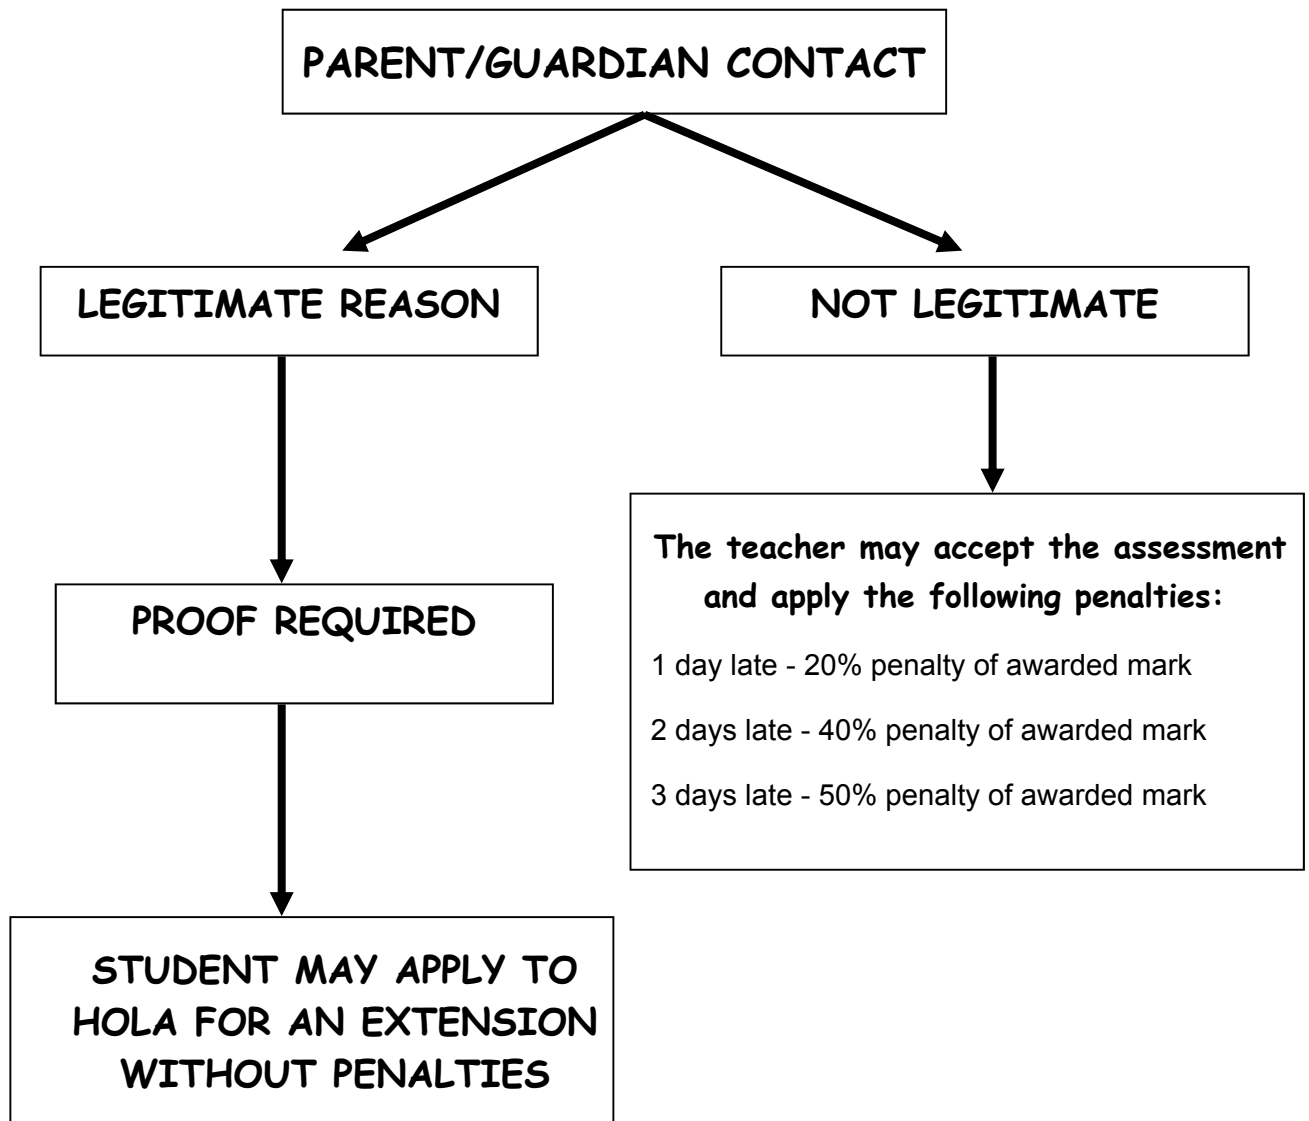 PARENT/GUARDIAN CONTACT
LEGITIMATE REASON
NOT LEGITIMATE
PROOF REQUIRED
The teacher may accept the assessment
and apply the following penalties:
1 day late - 20% penalty of awarded mark
2 days late - 40% penalty of awarded mark
3 days late - 50% penalty of awarded mark
STUDENT MAY APPLY TO
HOLA FOR AN EXTENSION
WITHOUT PENALTIES